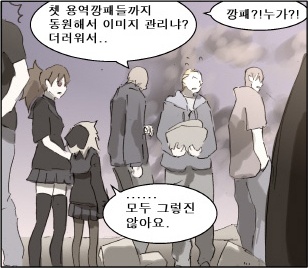 쳇 용역깡패들까지
동원해서 이미지 관리냐?
더러워서..
깡패?!누가?!
......
모두 그렇진
않아요.